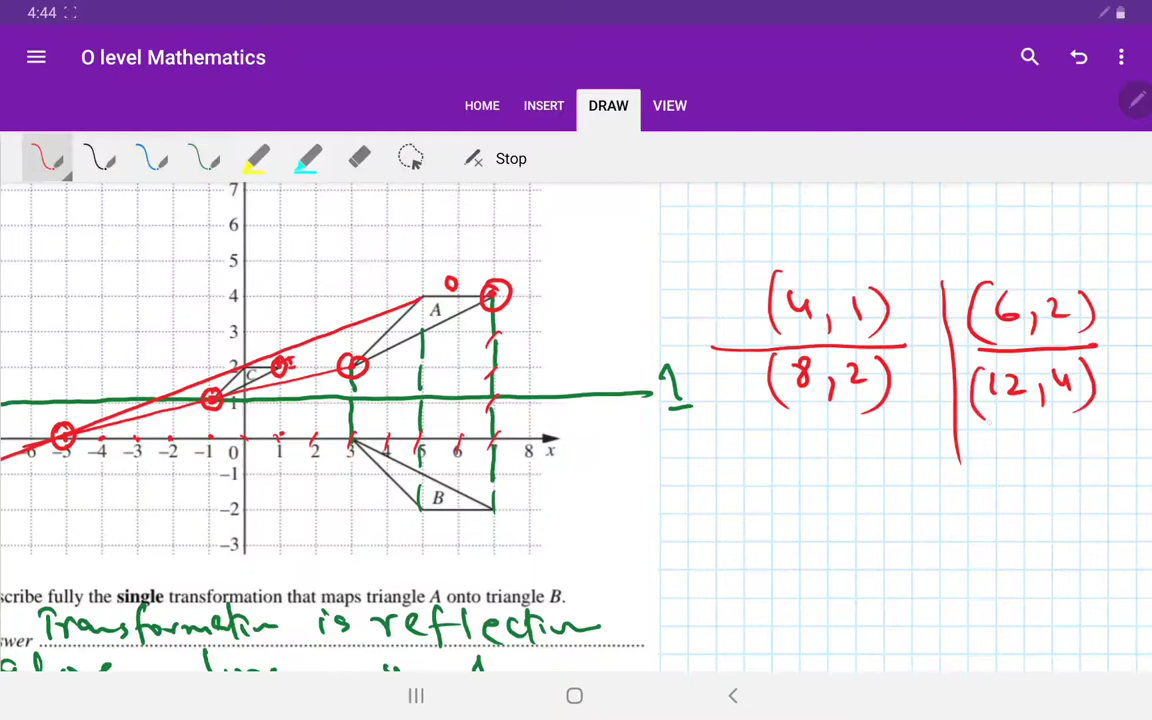 4:44
O level Mathematics
HOME INSERT DRAW VIEW
Stop
7
6
5
4
3
2
1
-1
-2
-3
6 -5 -4 -3 -2 -1 0 1 2 3 4 5 6 7 8 x
O
A
I
C
B
1
(4, 1) | (6, 2)
(8, 2) | (12, 4)
scribe fully the single transformation that maps triangle A onto triangle B.
swer Transformation is reflection